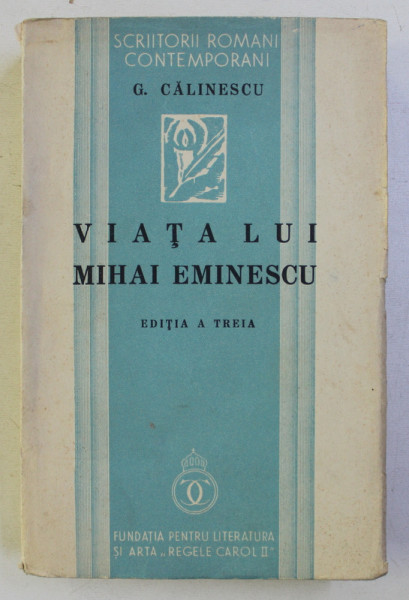 SCRIITORII ROMANI
CONTEMPORANI
G. CĂLINESCU
VIAŢA LUI
MIHAI EMINESCU
EDIŢIA A TREIA
FUNDAŢIA PENTRU LITERATURA
ŞI ARTA „REGELE CAROL II"